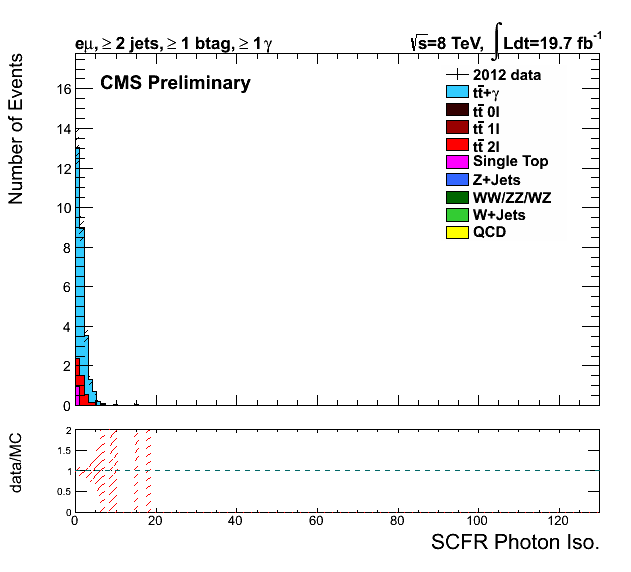 eμ, ≥ 2 jets, ≥ 1 btag, ≥ 1 γ
√s=8 TeV, ∫Ldt=19.7 fb⁻¹
CMS Preliminary
2012 data
tt̄+γ
tt̄ 0l
tt̄ 1l
tt̄ 2l
Single Top
Z+Jets
WW/ZZ/WZ
W+Jets
QCD
Number of Events
16
14
12
10
8
6
4
2
0
data/MC
2
1.5
1
0.5
0
0 20 40 60 80 100 120
SCFR Photon Iso.